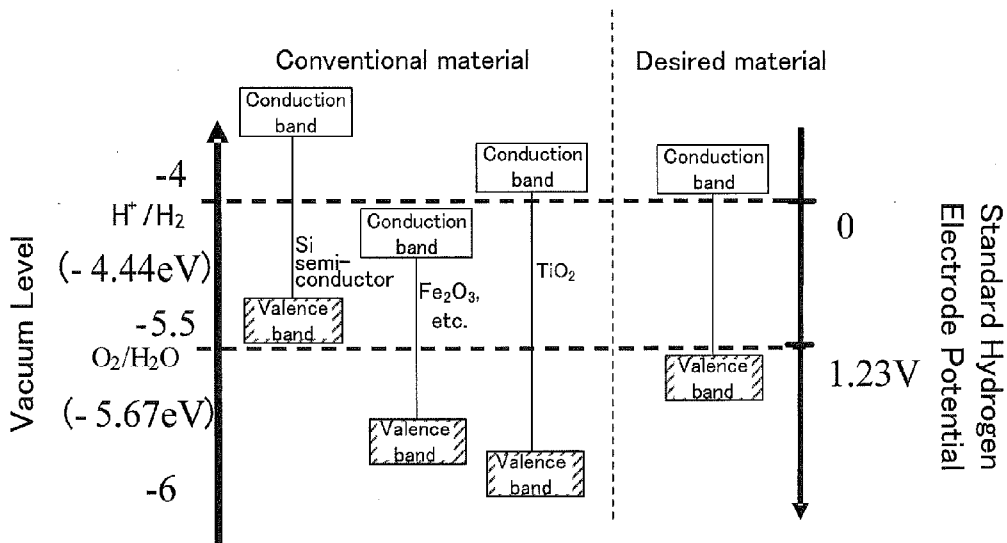 Conventional material
Desired material
Conduction
band
Conduction
band
Conduction
band
Conduction
band
-4
H⁺/H₂
(- 4.44eV)
-5.5
O₂/H₂O
(- 5.67eV)
-6
Vacuum Level
Si
semi-
conductor
Fe₂O₃,
etc.
TiO₂
Valence
band
Valence
band
Valence
band
Valence
band
0
1.23V
Standard Hydrogen
Electrode Potential